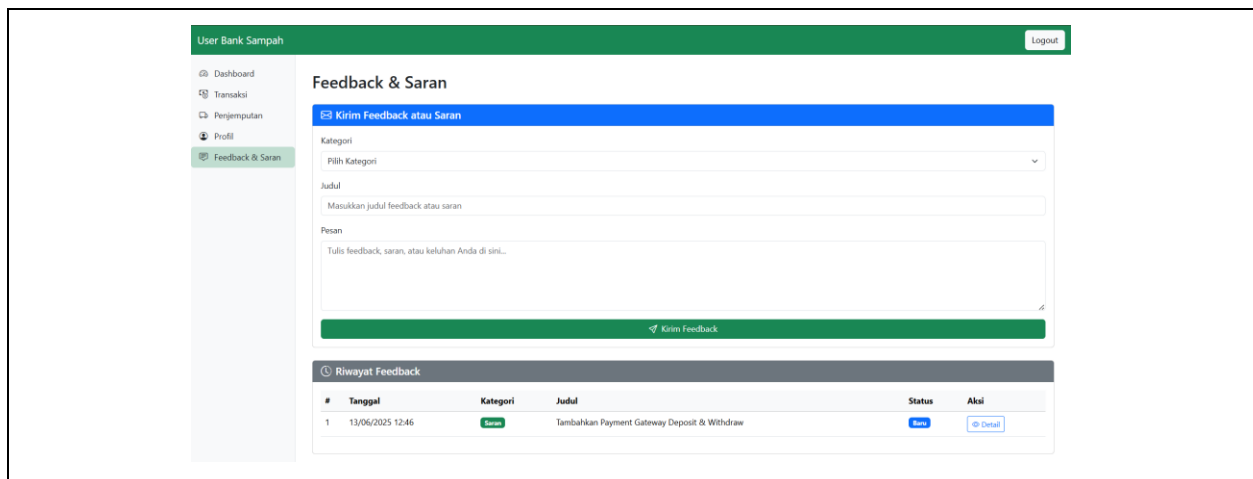 User Bank Sampah
Logout
Dashboard
Transaksi
Penjemputan
Profil
Feedback & Saran
Feedback & Saran
Kirim Feedback atau Saran
Kategori
Pilih Kategori
Judul
Masukkan judul feedback atau saran
Pesan
Tulis feedback, saran, atau keluhan Anda di sini...
Kirim Feedback
Riwayat Feedback
# Tanggal Kategori Judul Status Aksi
1 13/06/2025 12:46 Saran Tambahkan Payment Gateway Deposit & Withdraw Baru Detail